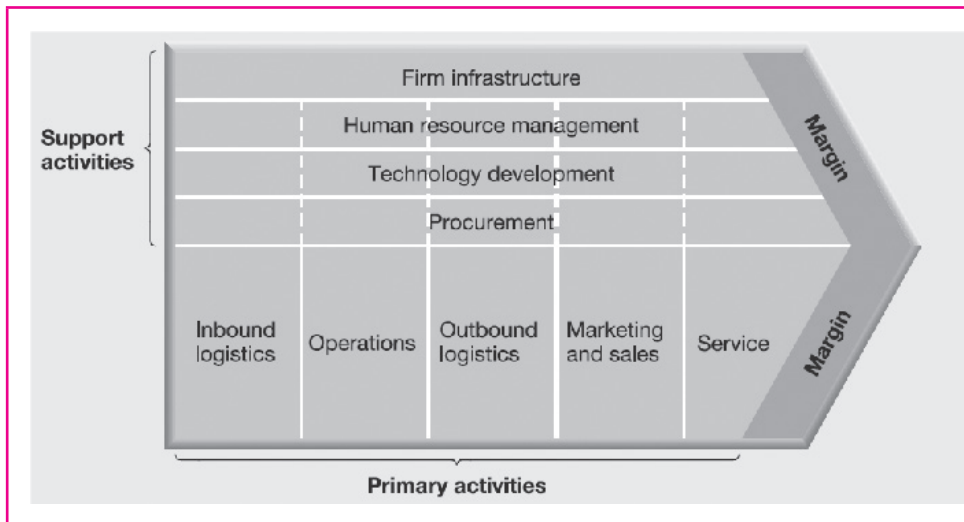 Firm infrastructure
Human resource management
Technology development
Procurement
Support
activities
Inbound
logistics
Operations
Outbound
logistics
Marketing
and sales
Service
Margin
Margin
Primary activities